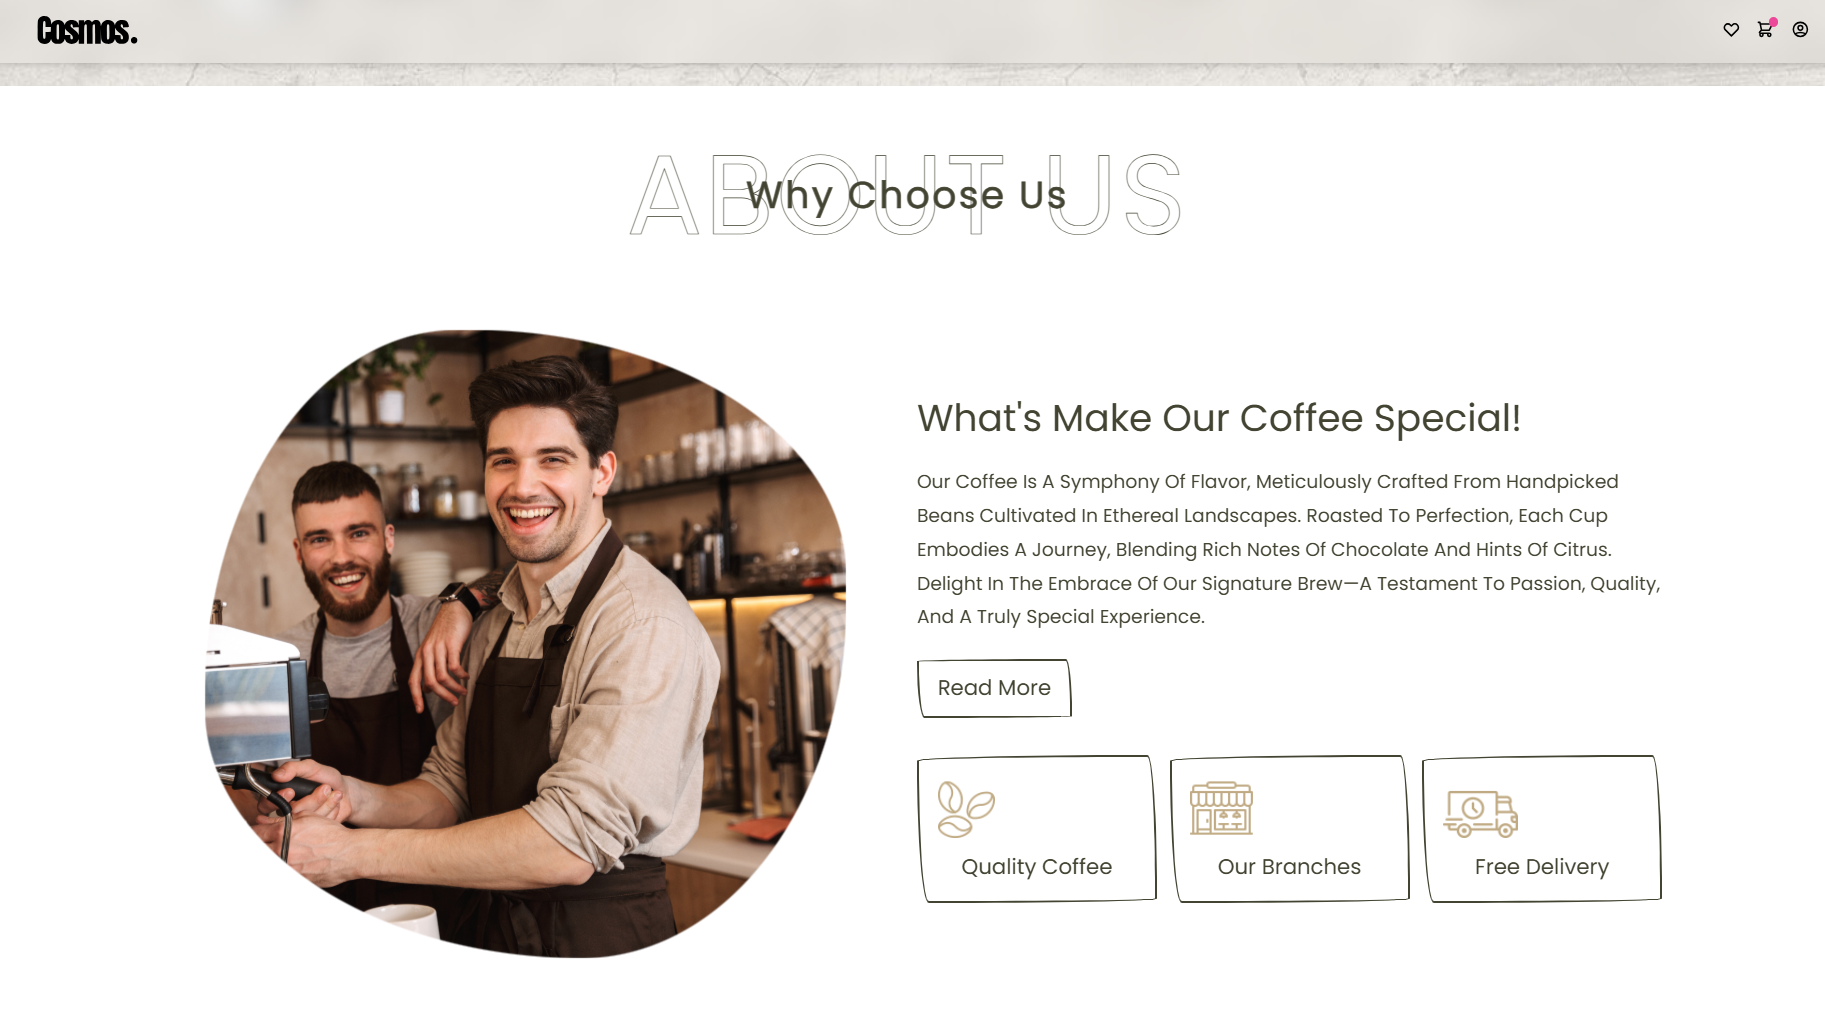 Cosmos.
ABOUT US
Why Choose Us
What's Make Our Coffee Special!
Our Coffee Is A Symphony Of Flavor, Meticulously Crafted From Handpicked
Beans Cultivated In Ethereal Landscapes. Roasted To Perfection, Each Cup
Embodies A Journey, Blending Rich Notes Of Chocolate And Hints Of Citrus.
Delight In The Embrace Of Our Signature Brew—A Testament To Passion, Quality,
And A Truly Special Experience.
Read More
Quality Coffee
Our Branches
Free Delivery